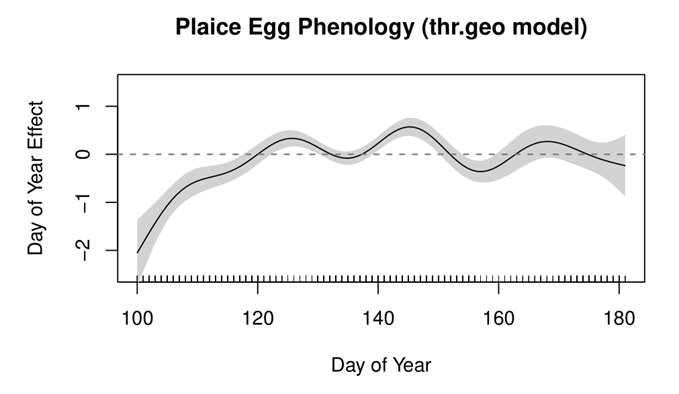 Plaice Egg Phenology (thr.geo model)
Day of Year Effect
1
0
−1
−2
100 120 140 160 180
Day of Year